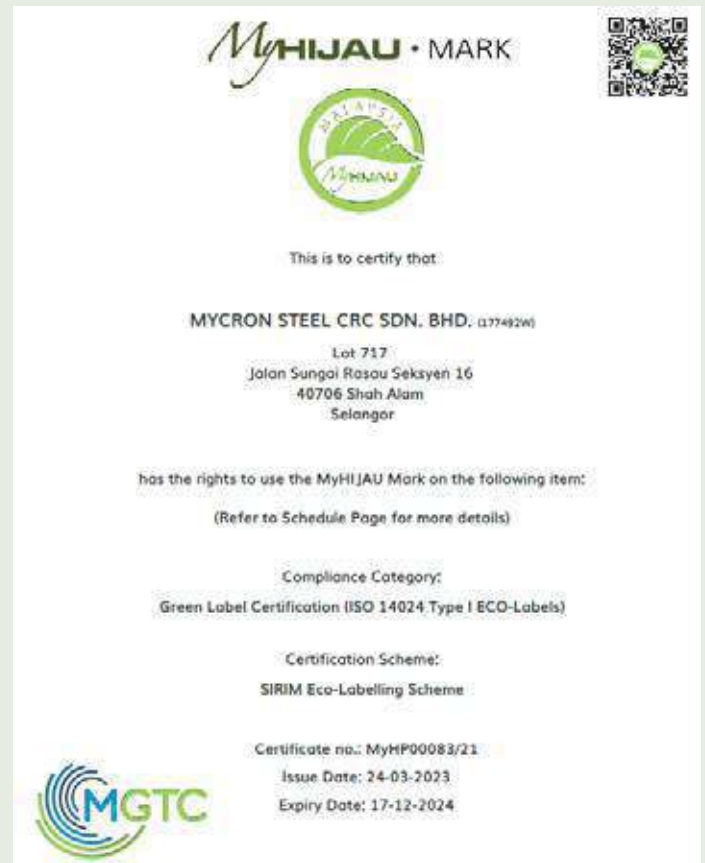 MyHIJAU • MARK
MALAYSIA
MyHIJAU
This is to certify that
MYCRON STEEL CRC SDN. BHD. (177492W)
Lot 717
Jalan Sungai Rasau Seksyen 16
40706 Shah Alam
Selangor
has the rights to use the MyHIJAU Mark on the following item:
(Refer to Schedule Page for more details)
Compliance Category:
Green Label Certification (ISO 14024 Type I ECO-Labels)
Certification Scheme:
SIRIM Eco-Labelling Scheme
Certificate no.: MyHP00083/21
Issue Date: 24-03-2023
Expiry Date: 17-12-2024
MGTC